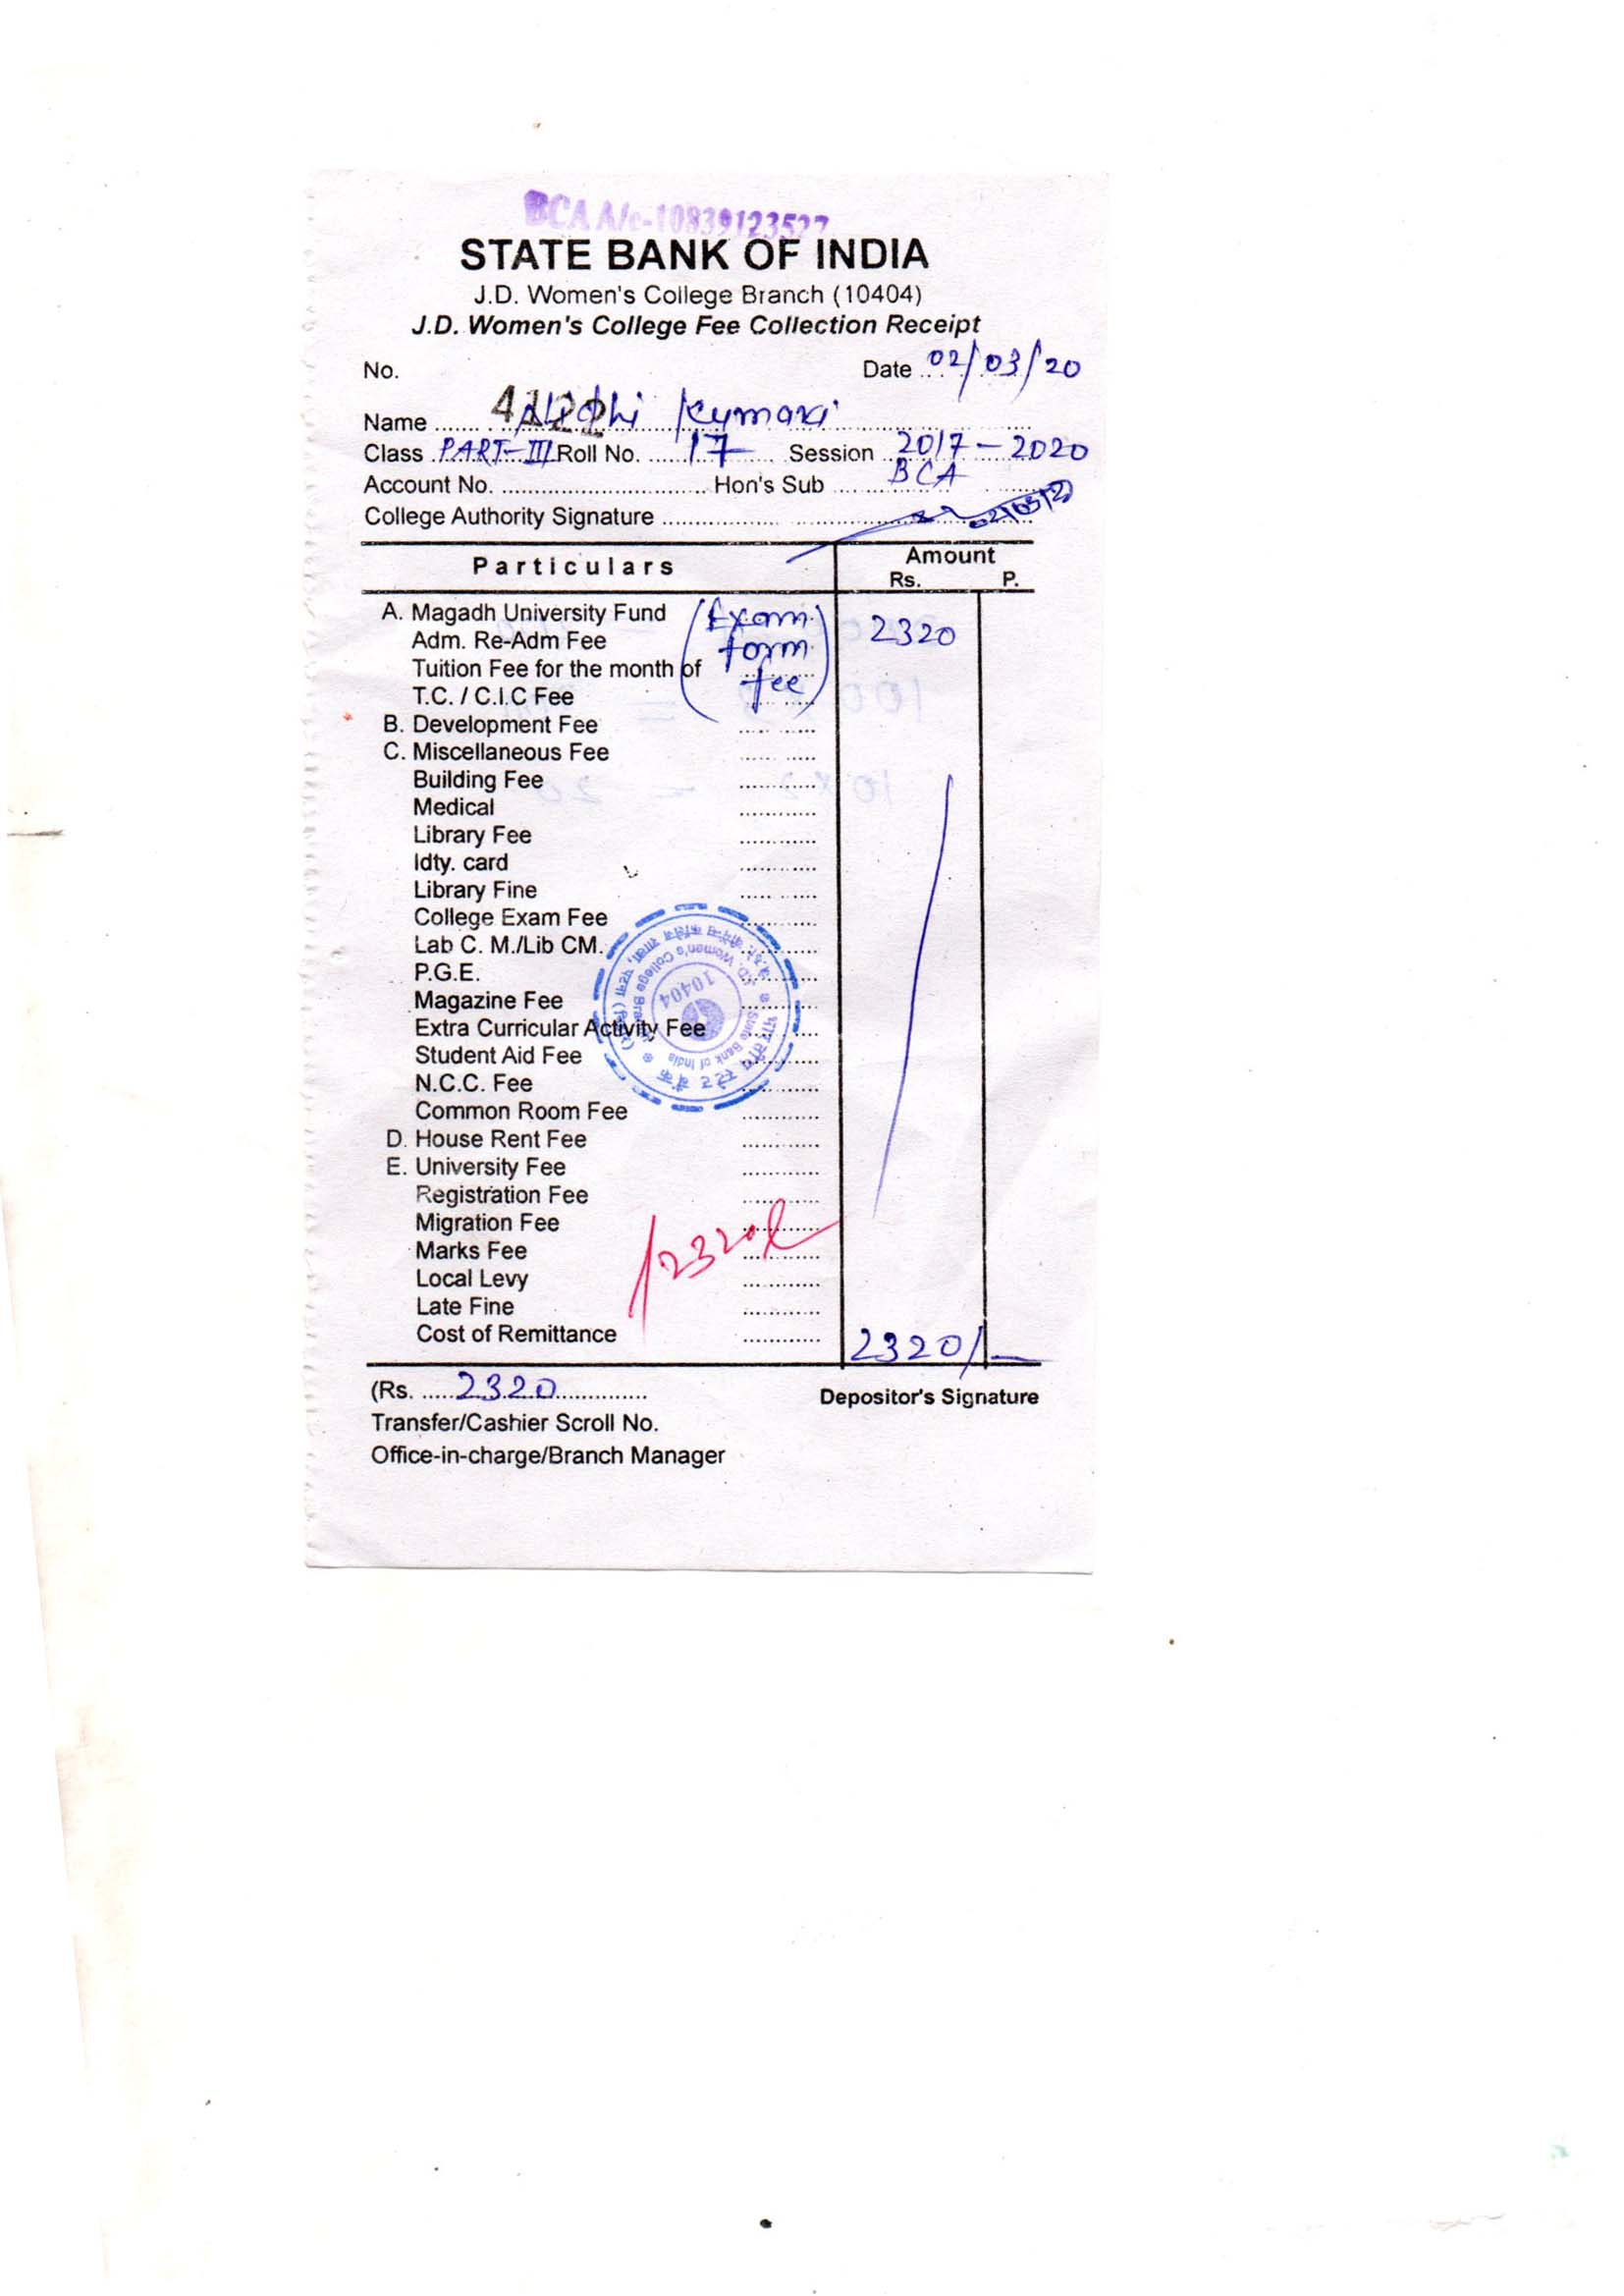 BCA A/c-10839123527
STATE BANK OF INDIA
J.D. Women's College Branch (10404)
J.D. Women's College Fee Collection Receipt
No. 4122 Date 02/03/20
Name Nidhi Kumari
Class PART-III Roll No. 17 Session 2017-2020
Account No. Hon's Sub BCA
College Authority Signature
Particulars Amount
Rs. P.
A. Magadh University Fund (Exam 2320
Adm. Re-Adm Fee form
Tuition Fee for the month of fee)
T.C. / C.I.C Fee
B. Development Fee
C. Miscellaneous Fee
Building Fee
Medical
Library Fee
Idty. card
Library Fine
College Exam Fee
Lab C. M./Lib CM.
P.G.E.
Magazine Fee
Extra Curricular Activity Fee
Student Aid Fee
N.C.C. Fee
Common Room Fee
D. House Rent Fee
E. University Fee
Registration Fee
Migration Fee
Marks Fee 2320
Local Levy
Late Fine
Cost of Remittance 2320/-
(Rs. 2320 Depositor's Signature
Transfer/Cashier Scroll No.
Office-in-charge/Branch Manager
भारतीय स्टेट बैंक
State Bank of India
J.D. Women's College Branch
10404